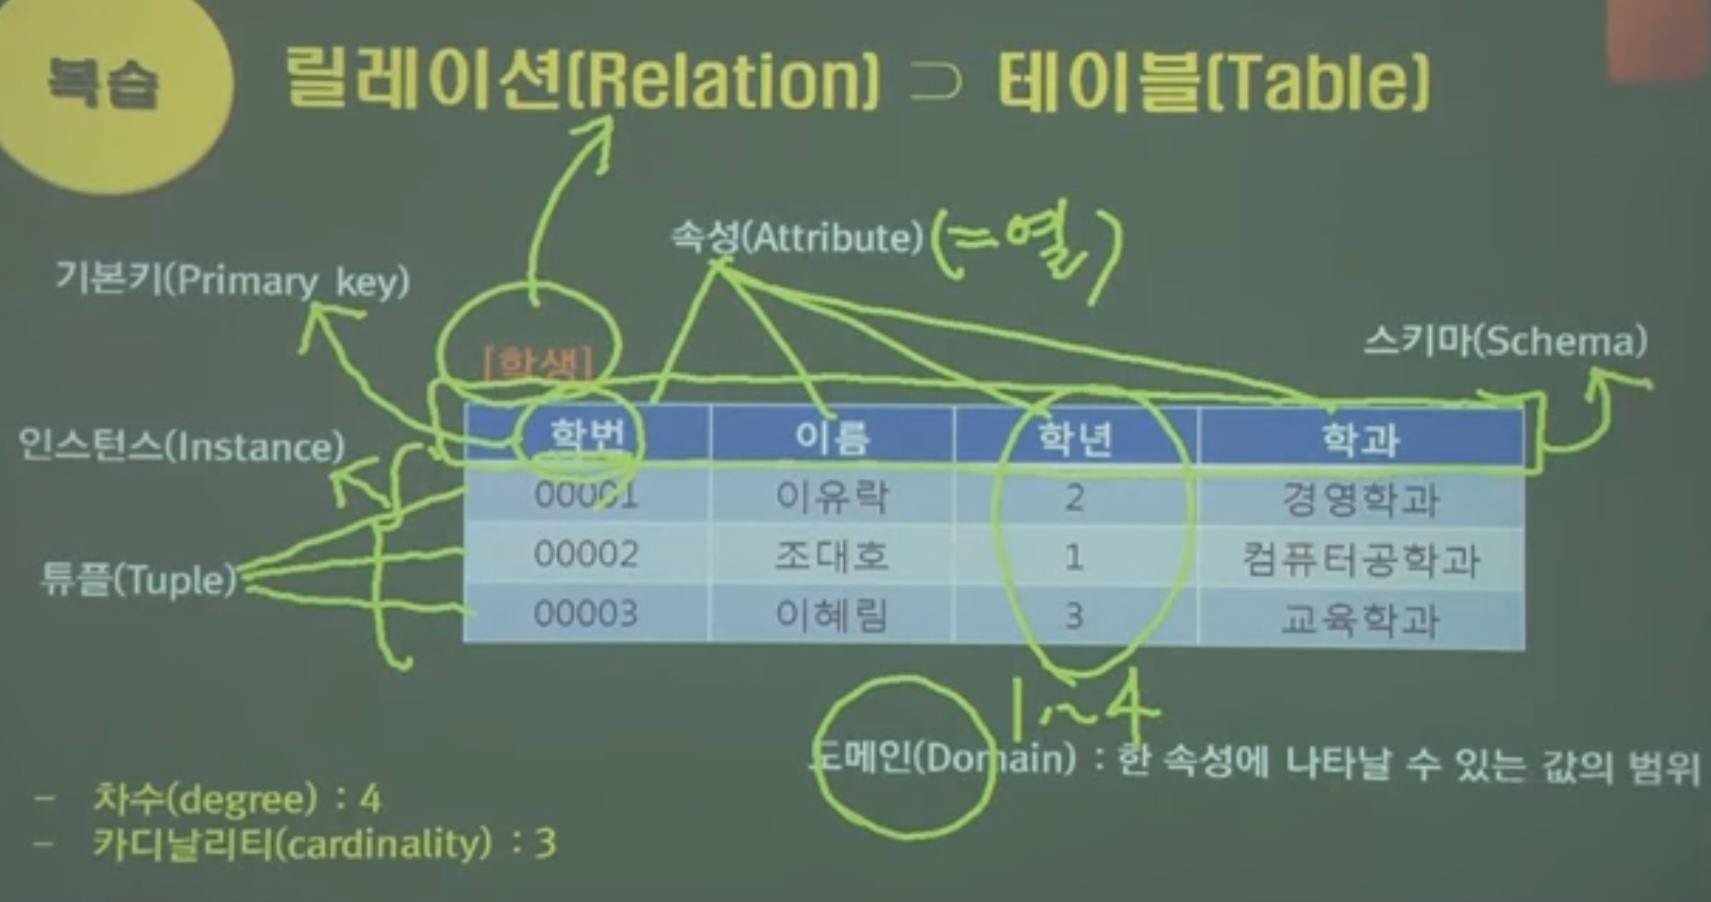 복습
릴레이션(Relation) ⊃ 테이블(Table)
속성(Attribute) (=열)
기본키(Primary key)
스키마(Schema)
[학생]
인스턴스(Instance)
학번 이름 학년 학과
00001 이유락 2 경영학과
00002 조대호 1 컴퓨터공학과
튜플(Tuple)
00003 이혜림 3 교육학과
1~4
도메인(Domain) : 한 속성에 나타날 수 있는 값의 범위
- 차수(degree) : 4
- 카디날리티(cardinality) : 3